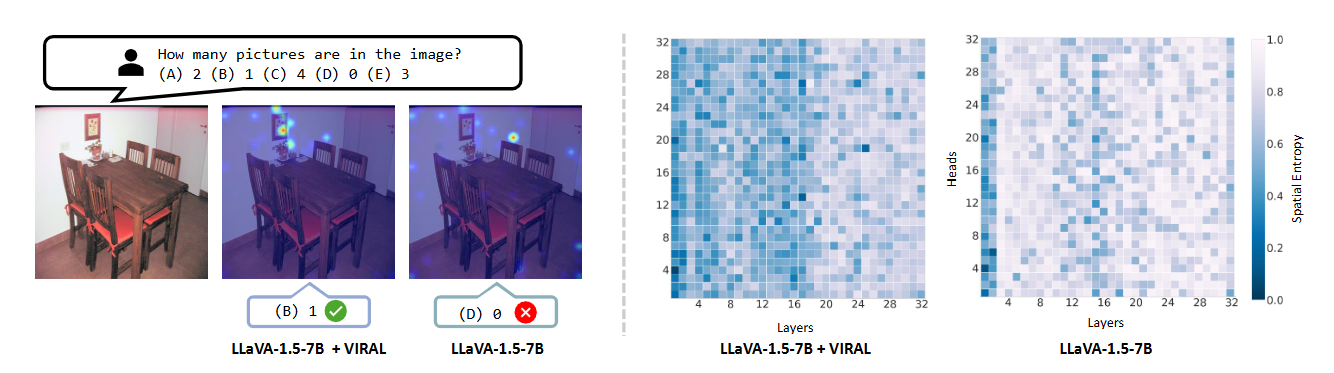 How many pictures are in the image?
(A) 2 (B) 1 (C) 4 (D) 0 (E) 3
(B) 1
(D) 0
LLaVA-1.5-7B + VIRAL
LLaVA-1.5-7B
32
28
24
20
16
12
8
4
4 8 12 16 20 24 28 32
Layers
LLaVA-1.5-7B + VIRAL
Heads
32
28
24
20
16
12
8
4
4 8 12 16 20 24 28 32
Layers
LLaVA-1.5-7B
1.0
0.8
0.6
0.4
0.2
0.0
Spatial Entropy